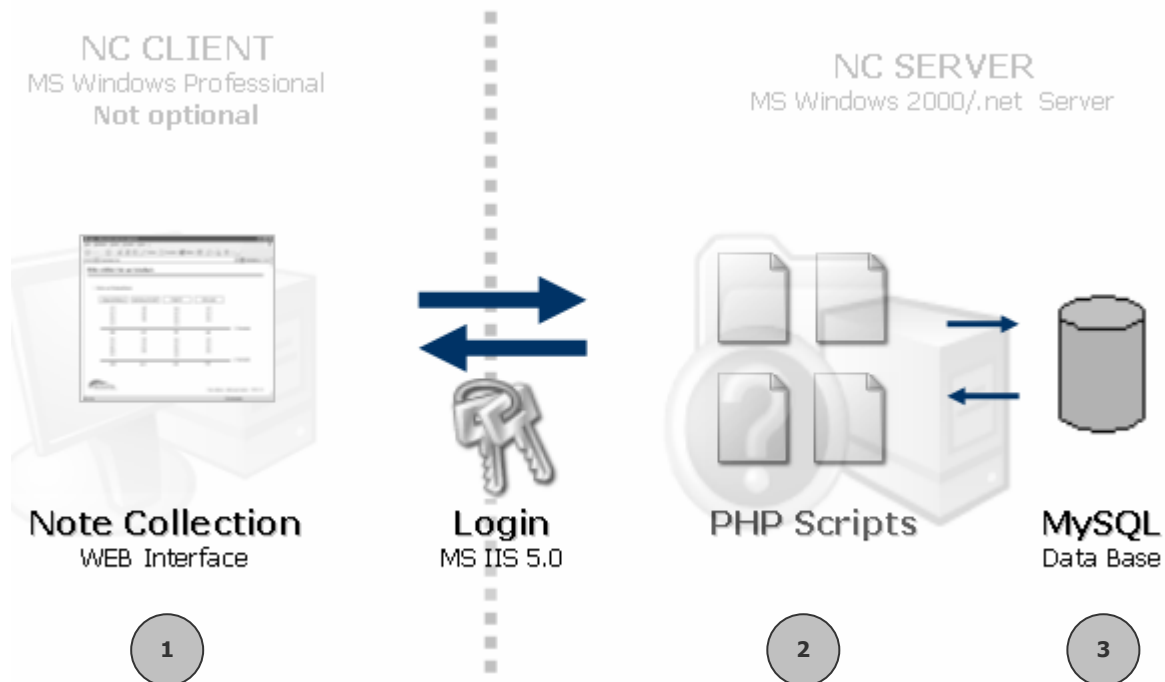 NC CLIENT
MS Windows Professional
Not optional
NC SERVER
MS Windows 2000/.net Server
Note Collection
WEB Interface
Login
MS IIS 5.0
PHP Scripts
MySQL
Data Base
1
2
3